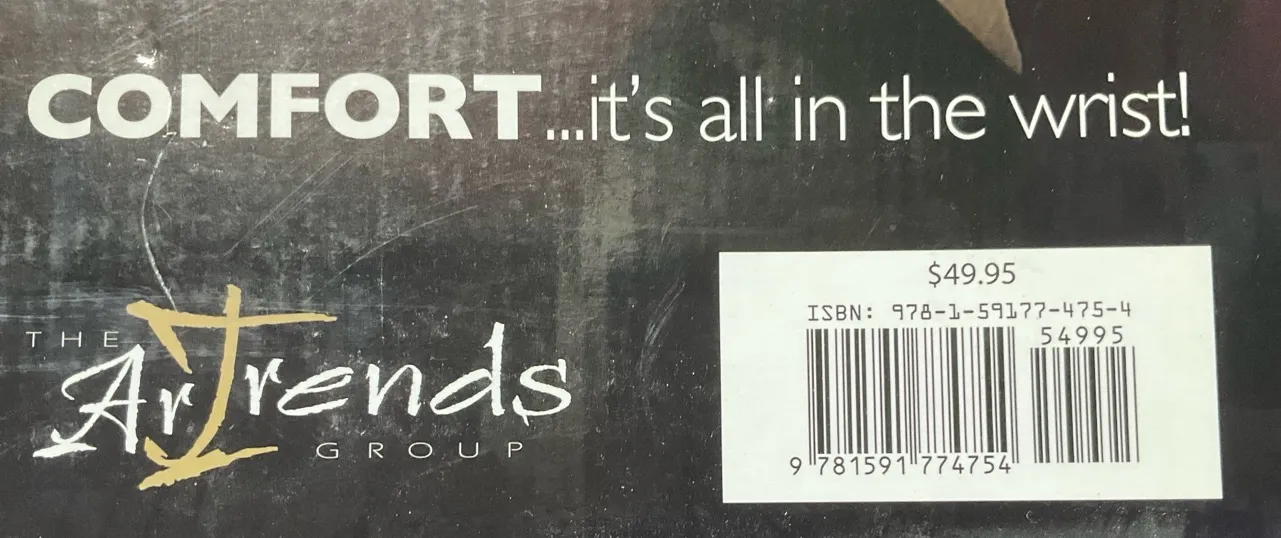 COMFORT...it's all in the wrist!
THE
ArTrends
GROUP
$49.95
ISBN: 978-1-59177-475-4
54995
9 781591 774754